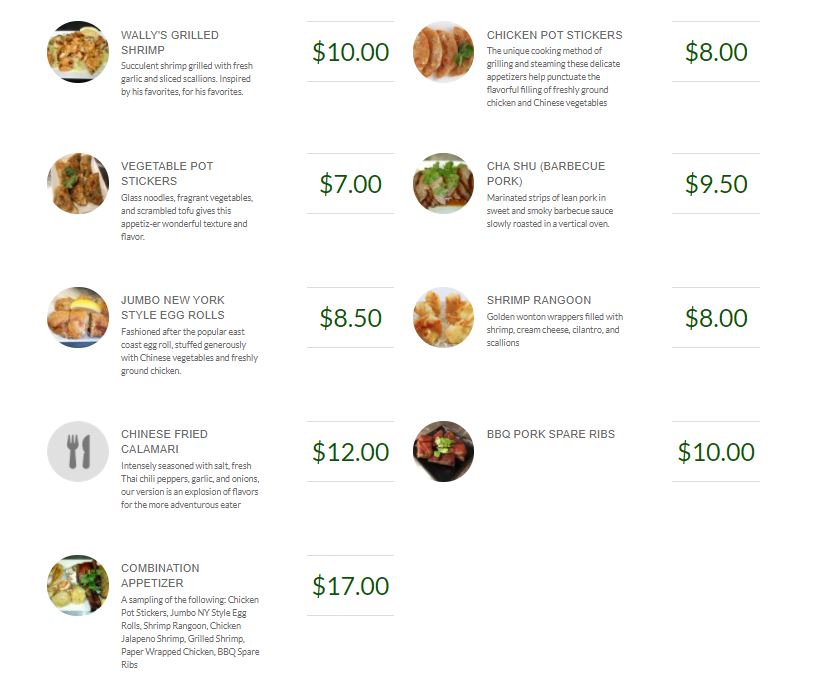 WALLY'S GRILLED
SHRIMP
Succulent shrimp grilled with fresh
garlic and sliced scallions. Inspired
by his favorites, for his favorites.
$10.00
CHICKEN POT STICKERS
The unique cooking method of
grilling and steaming these delicate
appetizers help punctuate the
flavorful filling of freshly ground
chicken and Chinese vegetables
$8.00
VEGETABLE POT
STICKERS
Glass noodles, fragrant vegetables,
and scrambled tofu gives this
appetiz-er wonderful texture and
flavor.
$7.00
CHA SHU (BARBECUE
PORK)
Marinated strips of lean pork in
sweet and smoky barbecue sauce
slowly roasted in a vertical oven.
$9.50
JUMBO NEW YORK
STYLE EGG ROLLS
Fashioned after the popular east
coast egg roll, stuffed generously
with Chinese vegetables and freshly
ground chicken.
$8.50
SHRIMP RANGOON
Golden wonton wrappers filled with
shrimp, cream cheese, cilantro, and
scallions
$8.00
CHINESE FRIED
CALAMARI
Intensely seasoned with salt, fresh
Thai chili peppers, garlic, and onions,
our version is an explosion of flavors
for the more adventurous eater
$12.00
BBQ PORK SPARE RIBS
$10.00
COMBINATION
APPETIZER
A sampling of the following: Chicken
Pot Stickers, Jumbo NY Style Egg
Rolls, Shrimp Rangoon, Chicken
Jalapeno Shrimp, Grilled Shrimp,
Paper Wrapped Chicken, BBQ Spare
Ribs
$17.00